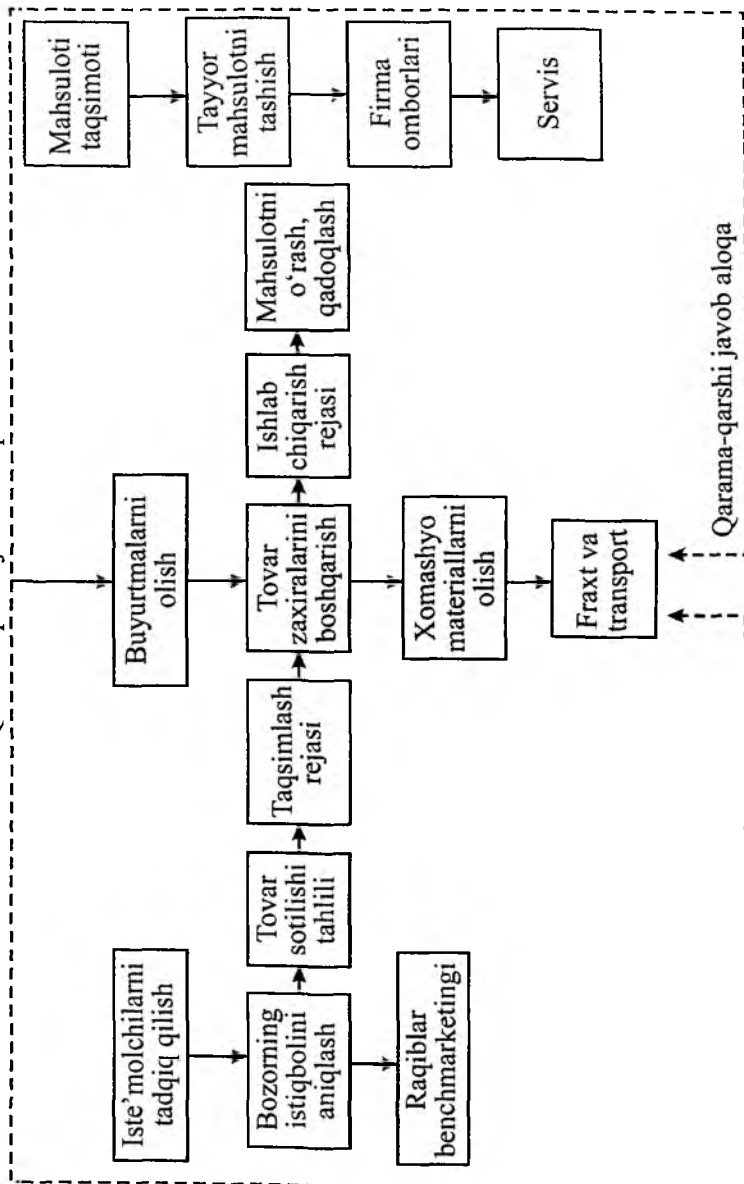 Mahsuloti
taqsimoti
Iste'molchilarni
tadqiq qilish
Buyurtmalarni
olish
Tayyor
mahsulotni
tashish
Bozorning
istiqbolini
aniqlash
Tovar
sotilishi
tahlili
Taqsimlash
rejasi
Tovar
zaxiralarini
boshqarish
Ishlab
chiqarish
rejasi
Mahsulotni
o‘rash,
qadoqlash
Firma
omborlari
Raqiblar
benchmarketingi
Xomashyo
materiallarni
olish
Servis
Fraxt va
transport
Qarama-qarshi javob aloqa